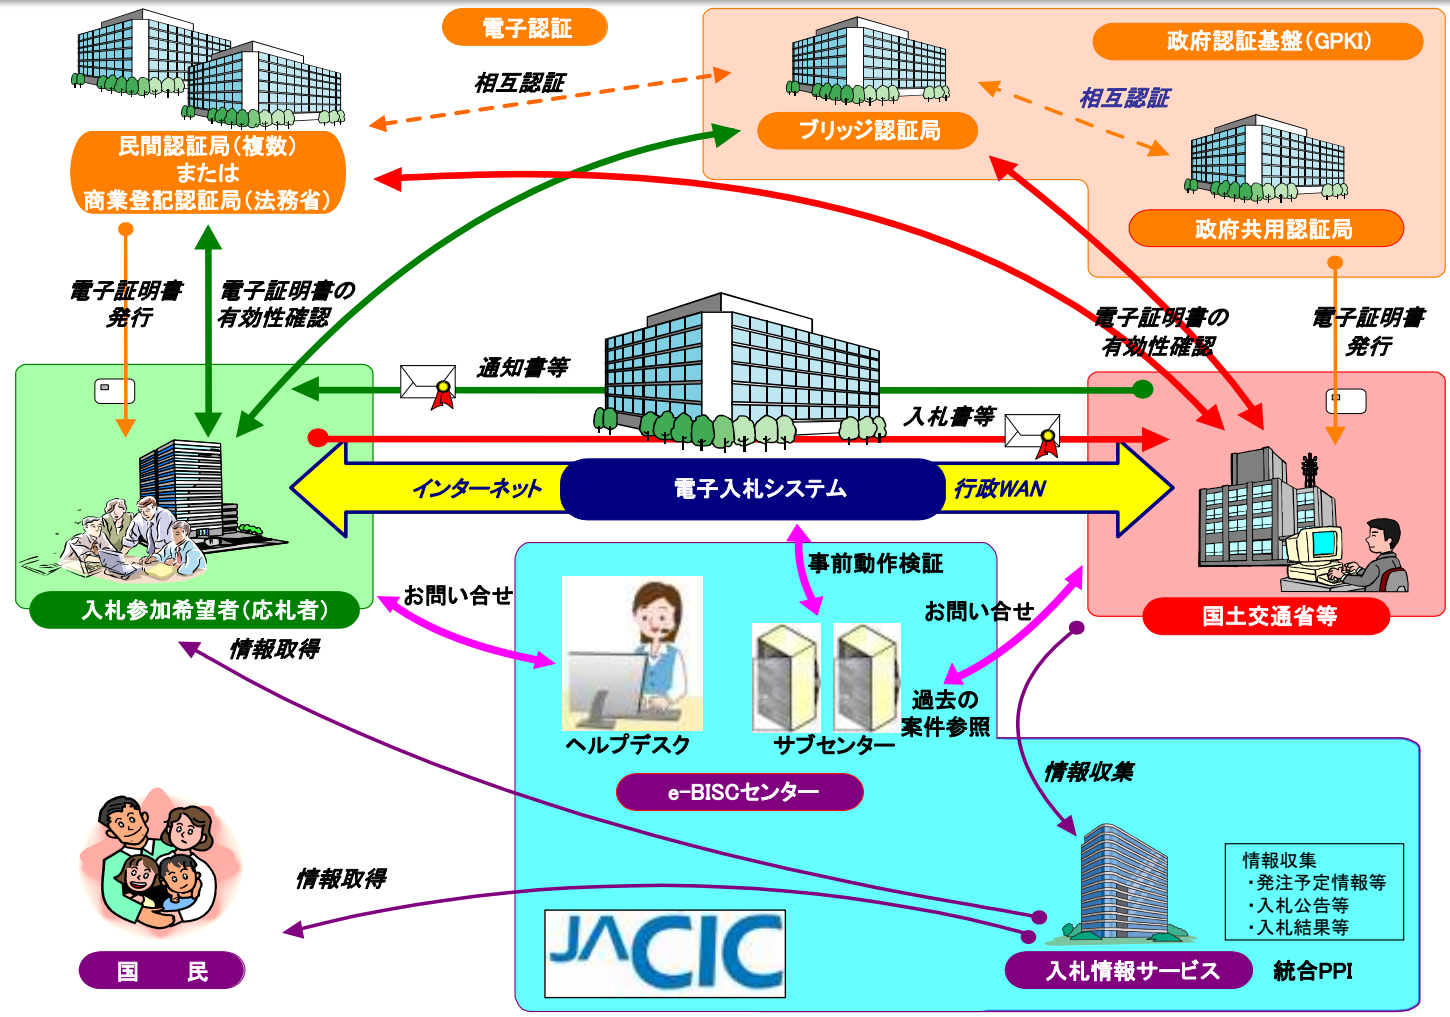 電子認証
政府認証基盤（GPKI）
相互認証
相互認証
ブリッジ認証局
民間認証局（複数）
または
商業登記認証局（法務省）
政府共用認証局
電子証明書
発行
電子証明書の
有効性確認
電子証明書の
有効性確認
電子証明書
発行
通知書等
入札書等
インターネット
電子入札システム
行政WAN
事前動作検証
お問い合せ
お問い合せ
入札参加希望者（応札者）
国土交通省等
情報取得
過去の
案件参照
ヘルプデスク
サブセンター
e-BISCセンター
情報収集
情報取得
情報収集
・発注予定情報等
・入札公告等
・入札結果等
JACIC
国　民
入札情報サービス
統合PPI